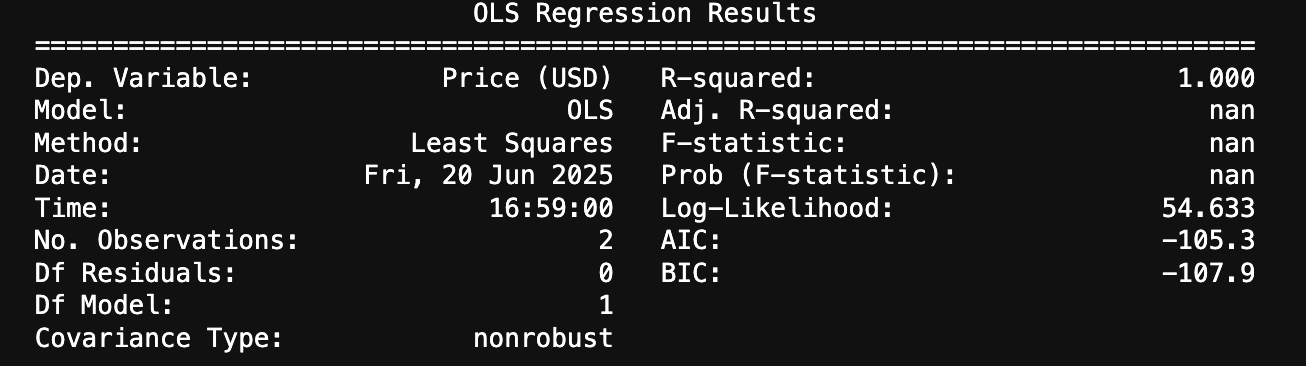 OLS Regression Results
==============================================================================
Dep. Variable: Price (USD) R-squared: 1.000
Model: OLS Adj. R-squared: nan
Method: Least Squares F-statistic: nan
Date: Fri, 20 Jun 2025 Prob (F-statistic): nan
Time: 16:59:00 Log-Likelihood: 54.633
No. Observations: 2 AIC: -105.3
Df Residuals: 0 BIC: -107.9
Df Model: 1
Covariance Type: nonrobust